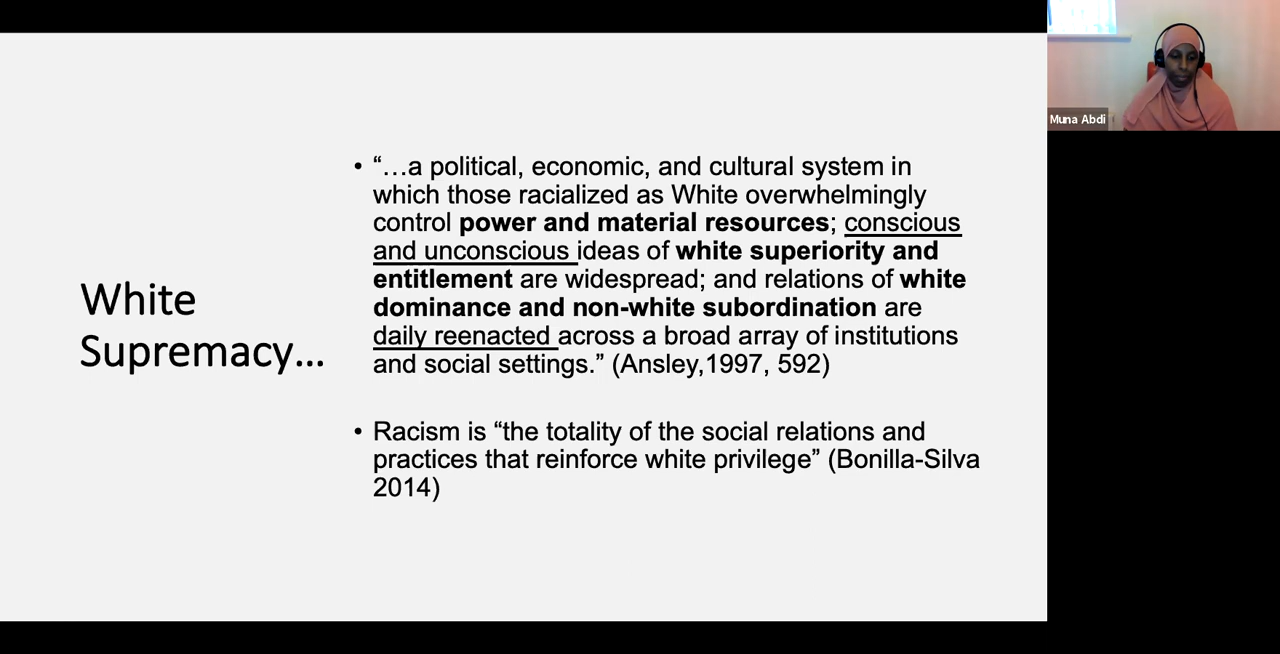 White
Supremacy...
• “...a political, economic, and cultural system in
which those racialized as White overwhelmingly
control power and material resources; conscious
and unconscious ideas of white superiority and
entitlement are widespread; and relations of white
dominance and non-white subordination are
daily reenacted across a broad array of institutions
and social settings.” (Ansley,1997, 592)
• Racism is “the totality of the social relations and
practices that reinforce white privilege” (Bonilla-Silva
2014)
Muna Abdi